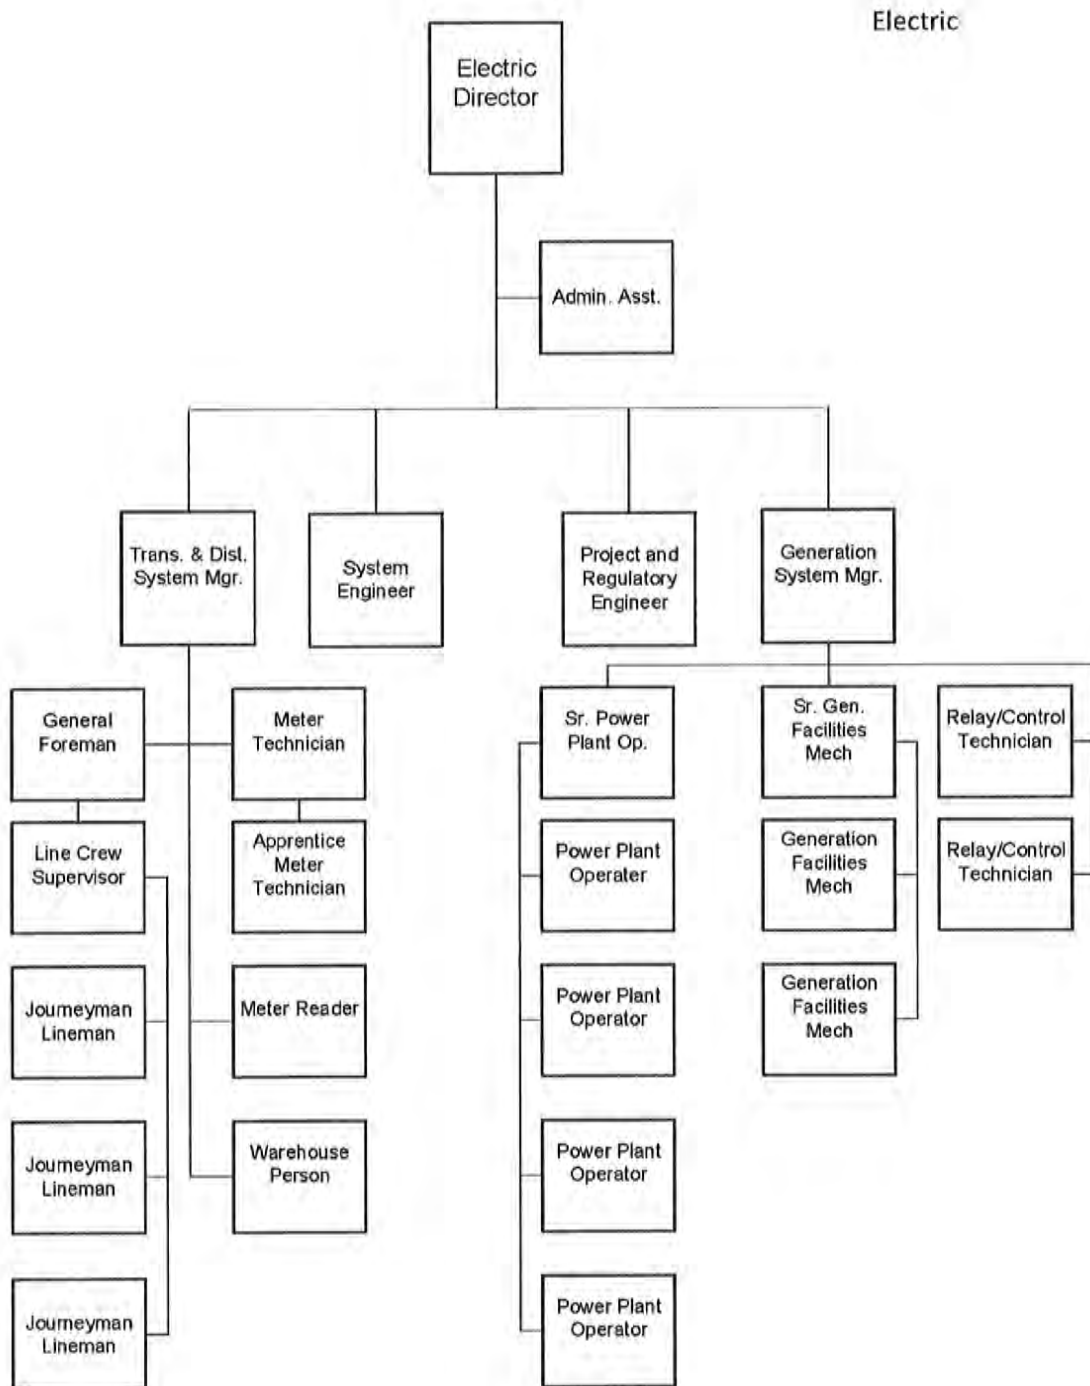 Electric
Electric
Director
Admin. Asst.
Trans. & Dist.
System Mgr.
System
Engineer
Project and
Regulatory
Engineer
Generation
System Mgr.
General
Foreman
Meter
Technician
Sr. Power
Plant Op.
Sr. Gen.
Facilities
Mech
Relay/Control
Technician
Line Crew
Supervisor
Apprentice
Meter
Technician
Power Plant
Operater
Generation
Facilities
Mech
Relay/Control
Technician
Journeyman
Lineman
Meter Reader
Power Plant
Operator
Generation
Facilities
Mech
Journeyman
Lineman
Warehouse
Person
Power Plant
Operator
Journeyman
Lineman
Power Plant
Operator